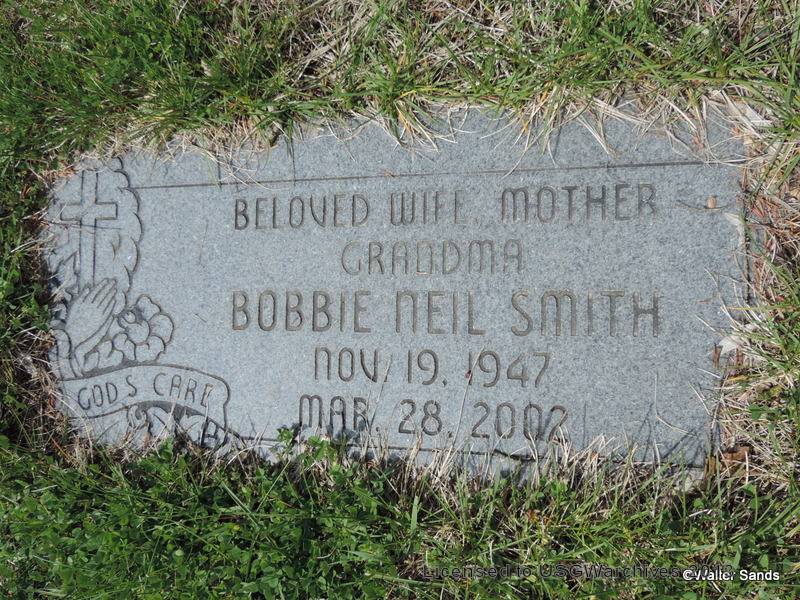 BELOVED WIFE, MOTHER
GRANDMA
BOBBIE NEIL SMITH
NOV. 19, 1947
MAR. 28, 2002
GODS CARE
Licensed to USGWarchives
©Walter Sands